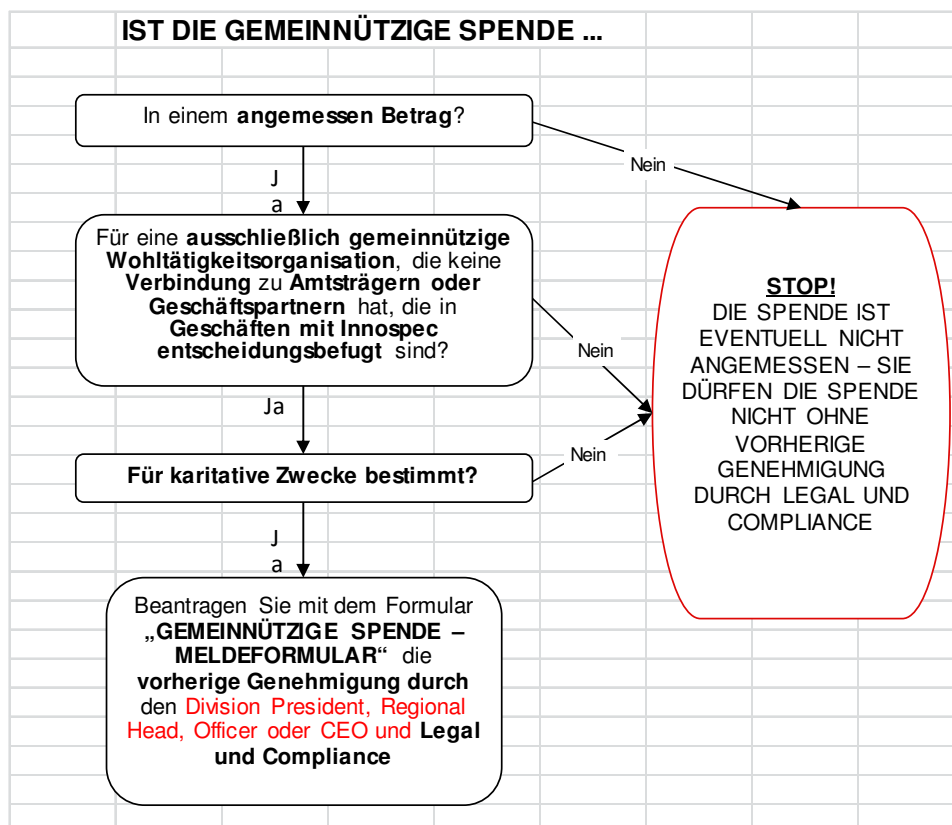 IST DIE GEMEINNÜTZIGE SPENDE ...
In einem angemessen Betrag?
Nein
J
a
Für eine ausschließlich gemeinnützige
Wohltätigkeitsorganisation, die keine
Verbindung zu Amtsträgern oder
Geschäftspartnern hat, die in
Geschäften mit Innospec
entscheidungsbefugt sind?
Nein
Ja
Für karitative Zwecke bestimmt?
Nein
J
a
Beantragen Sie mit dem Formular
„GEMEINNÜTZIGE SPENDE –
MELDEFORMULAR“ die
vorherige Genehmigung durch
den Division President, Regional
Head, Officer oder CEO und Legal
und Compliance
STOP!
DIE SPENDE IST
EVENTUELL NICHT
ANGEMESSEN – SIE
DÜRFEN DIE SPENDE
NICHT OHNE
VORHERIGE
GENEHMIGUNG
DURCH LEGAL UND
COMPLIANCE